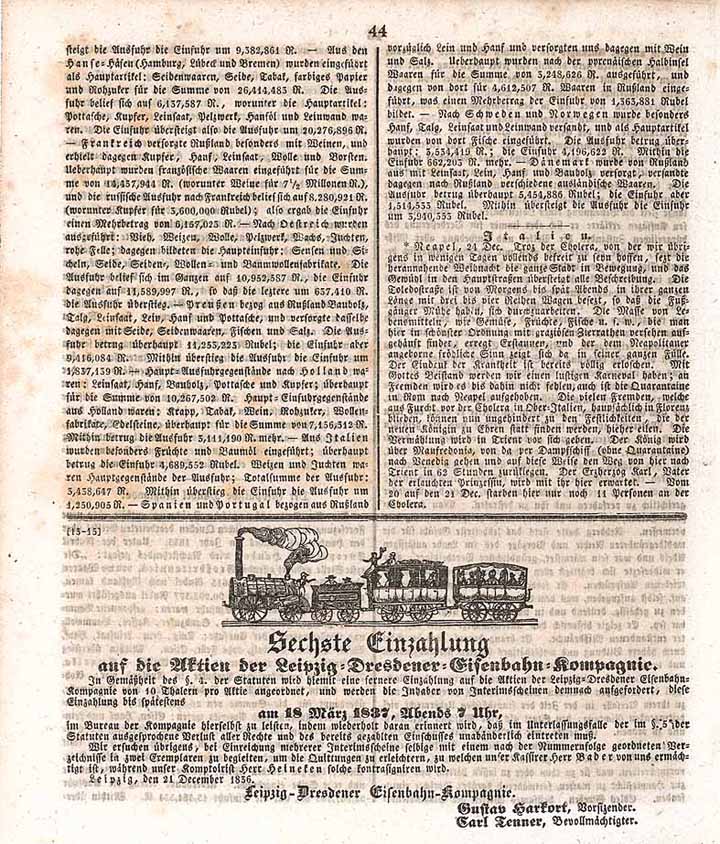 44
steigt die Ausfuhr die Einfuhr um 9,382,861 R. — Aus den
Hanse-Häfen (Hamburg, Lübeck und Bremen) wurden eingeführt
als Hauptartikel: Seidenwaaren, Seide, Tabak, farbiges Papier
und Rohzuker für die Summe von 26,414,483 R. Die Aus-
fuhr belief sich auf 6,137,587 R., worunter die Hauptartikel:
Pottasche, Kupfer, Leinsaat, Pelzwerk, Hanföl und Leinwand wa-
ren. Die Einfuhr übersteigt also die Ausfuhr um 20,276,896 R.
— Frankreich versorgte Rußland besonders mit Weinen, und
erhielt dagegen Kupfer, Hanf, Leinsaat, Wolle und Borsten.
Ueberhaupt wurden französische Waaren eingeführt für die Sum-
me von 14,437,944 R. (worunter Weine für 7½ Millonen R.),
und die russische Ausfuhr nach Frankreich belief sich auf 8,280,921 R.
(worunter Kupfer für 3,600,000 Rubel); also ergab die Einfuhr
einen Mehrbetrag von 6,157,023 R. — Nach Oestreich wurden
ausgeführt: Vieh, Weizen, Wolle, Pelzwerk, Wachs, Juchten,
rohe Felle; dagegen bildeten die Haupteinfuhr: Sensen und Si-
cheln, Seide, Seiden, Wollen- und Baumwollenfabrikate. Die
Ausfuhr belief sich im Ganzen auf 10,952,587 R., die Einfuhr
dagegen auf 11,589,997, so daß die leztere um 637,410 R.
die Ausfuhr überstieg. — Preußen bezog aus Rußland Bauholz,
Talg, Leinsaat, Lein, Hanf und Pottasche, und versorgte dasselbe
dagegen mit Seide, Seidenwaaren, Fischen und Salz. Die Aus-
fuhr betrug überhaupt 11,253,223 Rubel; die Einfuhr aber
9,416,084 R. Mithin überstieg die Ausfuhr die Einfuhr um
1,837,139 R. — Haupt-Ausfuhrgegenstände nach Holland wa-
ren: Leinsaat, Hanf, Bauholz, Pottasche und Kupfer; überhaupt
für die Summe von 10,267,502 R. Haupt-Einfuhrgegenstände
aus Holland waren: Krapp, Tabak, Wein, Rohzuker, Wollen-
fabrikate, Edelsteine, überhaupt für die Summe von 7,156,312 R.
Mithin betrug die Ausfuhr 3,111,190 R. mehr. — Aus Italien
wurden besonders Früchte und Baumöl eingeführt; überhaupt
betrug die Einfuhr 4,689,552 Rubel. Weizen und Juchten wa-
ren Hauptgegenstände der Ausfuhr; Totalsumme der Ausfuhr:
3,438,647 R. Mithin überstieg die Einfuhr die Ausfuhr um
1,250,905 R. — Spanien und Portugal bezogen aus Rußland
vorzüglich Lein und Hanf und versorgten uns dagegen mit Wein
und Salz. Ueberhaupt wurden nach der pyrenäischen Halbinsel
Waaren für die Summe von 3,248,626 R. ausgeführt, und
dagegen von dort für 4,612,507 R. Waaren in Rußland einge-
führt, was einen Mehrbetrag der Einfuhr von 1,363,881 Rubel
bildet. — Nach Schweden und Norwegen wurde besonders
Hanf, Talg, Leinsaat und Leinwand versandt, und als Hauptartikel
wurden von dort Fische eingeführt. Die Ausfuhr betrug über-
haupt: 3,534,419 R.; die Einfuhr 4,196,622 R. Mithin die
Einfuhr 662,203 R. mehr. — Dänemark wurde von Rußland
aus mit Leinsaat, Lein, Hanf und Bauholz versorgt, versandte
dagegen nach Rußland verschiedene ausländische Waaren. Die
Ausfuhr betrug überhaupt 5,454,886 Rubel; die Einfuhr aber
1,514,533 Rubel. Mithin übersteigt die Ausfuhr die Einfuhr
um 3,940,353 Rubel.
Italien.
* Neapel, 24 Dec. Troz der Cholera, von der wir übri-
gens in wenigen Tagen vollends befreit zu seyn hoffen, sezt die
herannahende Weihnacht die ganze Stadt in Bewegung, und das
Gewühl in den Hauptstraßen übersteigt alle Beschreibung. Die
Toledostraße ist von Morgens bis spät Abends in ihrer ganzen
Länge mit drei bis vier Reihen Wagen besezt, so daß die Fuß-
gänger Mühe haben, sich durchzuarbeiten. Die Masse von Le-
bensmitteln, wie Gemüse, Früchte, Fische u. s. w., die man
hier in schönster Ordnung mit graziösen Zierrathen versehen auf-
gehäuft findet, erregt Erstaunen, und der dem Neapolitaner
angeborne fröhliche Sinn zeigt sich da in seiner ganzen Fülle.
Der Eindruck der Krankheit ist bereits völlig erloschen. Mit
Gottes Beistand werden wir einen lustigen Karneval haben; an
Fremden wird es bis dahin nicht fehlen, auch ist die Quarantaine
in Rom nach Neapel aufgehoben. Die vielen Fremden, welche
aus Furcht vor der Cholera in Ober-Italien, hauptsächlich in Florenz
blieben, können nun ungehindert zu den Festlichkeiten, die der
neuen Königin zu Ehren statt finden werden, hieher eilen. Die
Vermählung wird in Trient vor sich gehen. Der König wird
über Manfredonia, von da per Dampfschiff (ohne Quarantaine)
nach Venedig gehen und auf diese Weise den Weg von hier nach
Trient in 62 Stunden zurüklegen. Der Erzherzog Karl, Vater
der erlauchten Prinzessin, wird mit ihr hier erwartet. — Vom
20 auf den 21 Dec. starben hier nur noch 11 Personen an der
Cholera.
[13-15]
Sechste Einzahlung
auf die Aktien der Leipzig-Dresdener-Eisenbahn-Kompagnie.
In Gemäßheit des §. 4. der Statuten wird hiemit eine fernere Einzahlung auf die Aktien der Leipzig-Dresdener Eisenbahn-
Kompagnie von 10 Thalern pro Aktie angeordnet, und werden die Inhaber von Interimsscheinen demnach aufgefordert, diese
Einzahlung bis spätestens
am 18 März 1837, Abends 7 Uhr,
im Bureau der Kompagnie hierselbst zu leisten, indem wiederholt daran erinnert wird, daß im Unterlassungsfalle der im §. 5 der
Statuten ausgesprochene Verlust aller Rechte und des bereits gezahlten Einschusses unabänderlich eintreten muß.
Wir ersuchen übrigens, bei Einreichung mehrerer Interimsscheine selbige mit einem nach der Nummernfolge geordneten Ver-
zeichnisse in zwei Exemplaren zu begleiten, um die Quittungen zu erleichtern, zu welchen unser Kassirer Herr Bader von uns ermäch-
tigt ist, während unser Komptoirist Herr Heineken solche kontrasigniren wird.
Leipzig, den 21 December 1836.
Leipzig-Dresdener Eisenbahn-Kompagnie.
Gustav Harkort, Vorsitzender.
Carl Tenner, Bevollmächtigter.